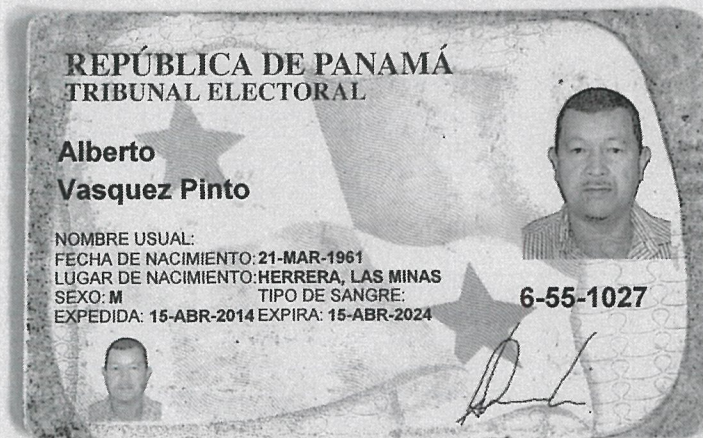 REPÚBLICA DE PANAMÁ
TRIBUNAL ELECTORAL
Alberto
Vasquez Pinto
NOMBRE USUAL:
FECHA DE NACIMIENTO: 21-MAR-1961
LUGAR DE NACIMIENTO: HERRERA, LAS MINAS
SEXO: M TIPO DE SANGRE:
EXPEDIDA: 15-ABR-2014 EXPIRA: 15-ABR-2024
6-55-1027